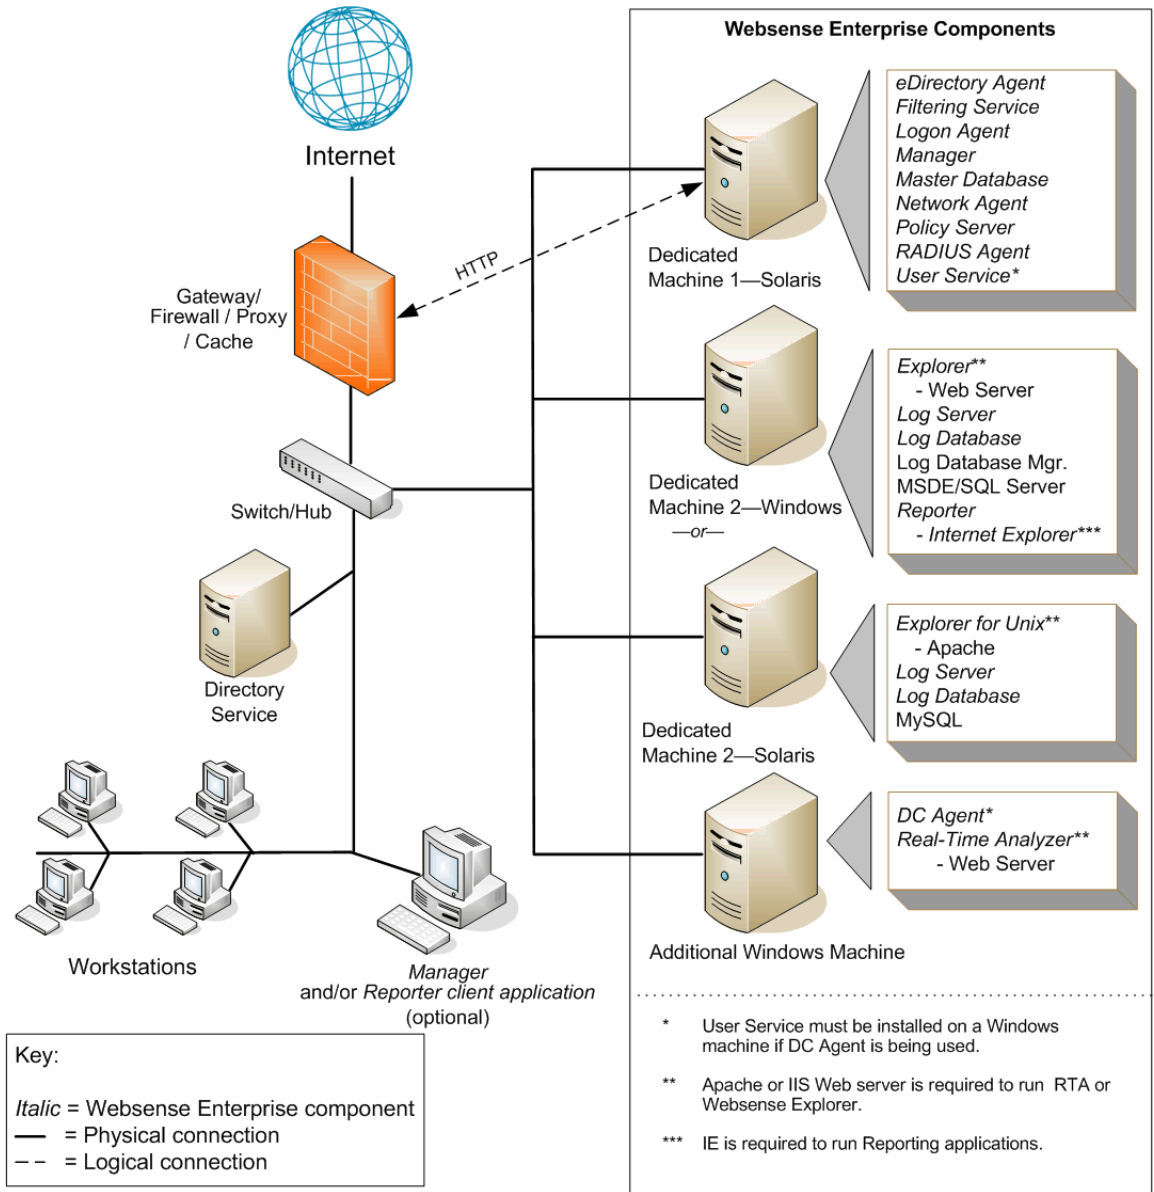 Websense Enterprise Components
Internet
HTTP
Gateway/
Firewall / Proxy
/ Cache
Switch/Hub
Directory
Service
Workstations
Manager
and/or Reporter client application
(optional)
Dedicated
Machine 1—Solaris
eDirectory Agent
Filtering Service
Logon Agent
Manager
Master Database
Network Agent
Policy Server
RADIUS Agent
User Service*
Dedicated
Machine 2—Windows
—or—
Explorer**
- Web Server
Log Server
Log Database
Log Database Mgr.
MSDE/SQL Server
Reporter
- Internet Explorer***
Dedicated
Machine 2—Solaris
Explorer for Unix**
- Apache
Log Server
Log Database
MySQL
Additional Windows Machine
DC Agent*
Real-Time Analyzer**
- Web Server
* User Service must be installed on a Windows
machine if DC Agent is being used.
** Apache or IIS Web server is required to run RTA or
Websense Explorer.
*** IE is required to run Reporting applications.
Key:
Italic = Websense Enterprise component
— = Physical connection
– – = Logical connection